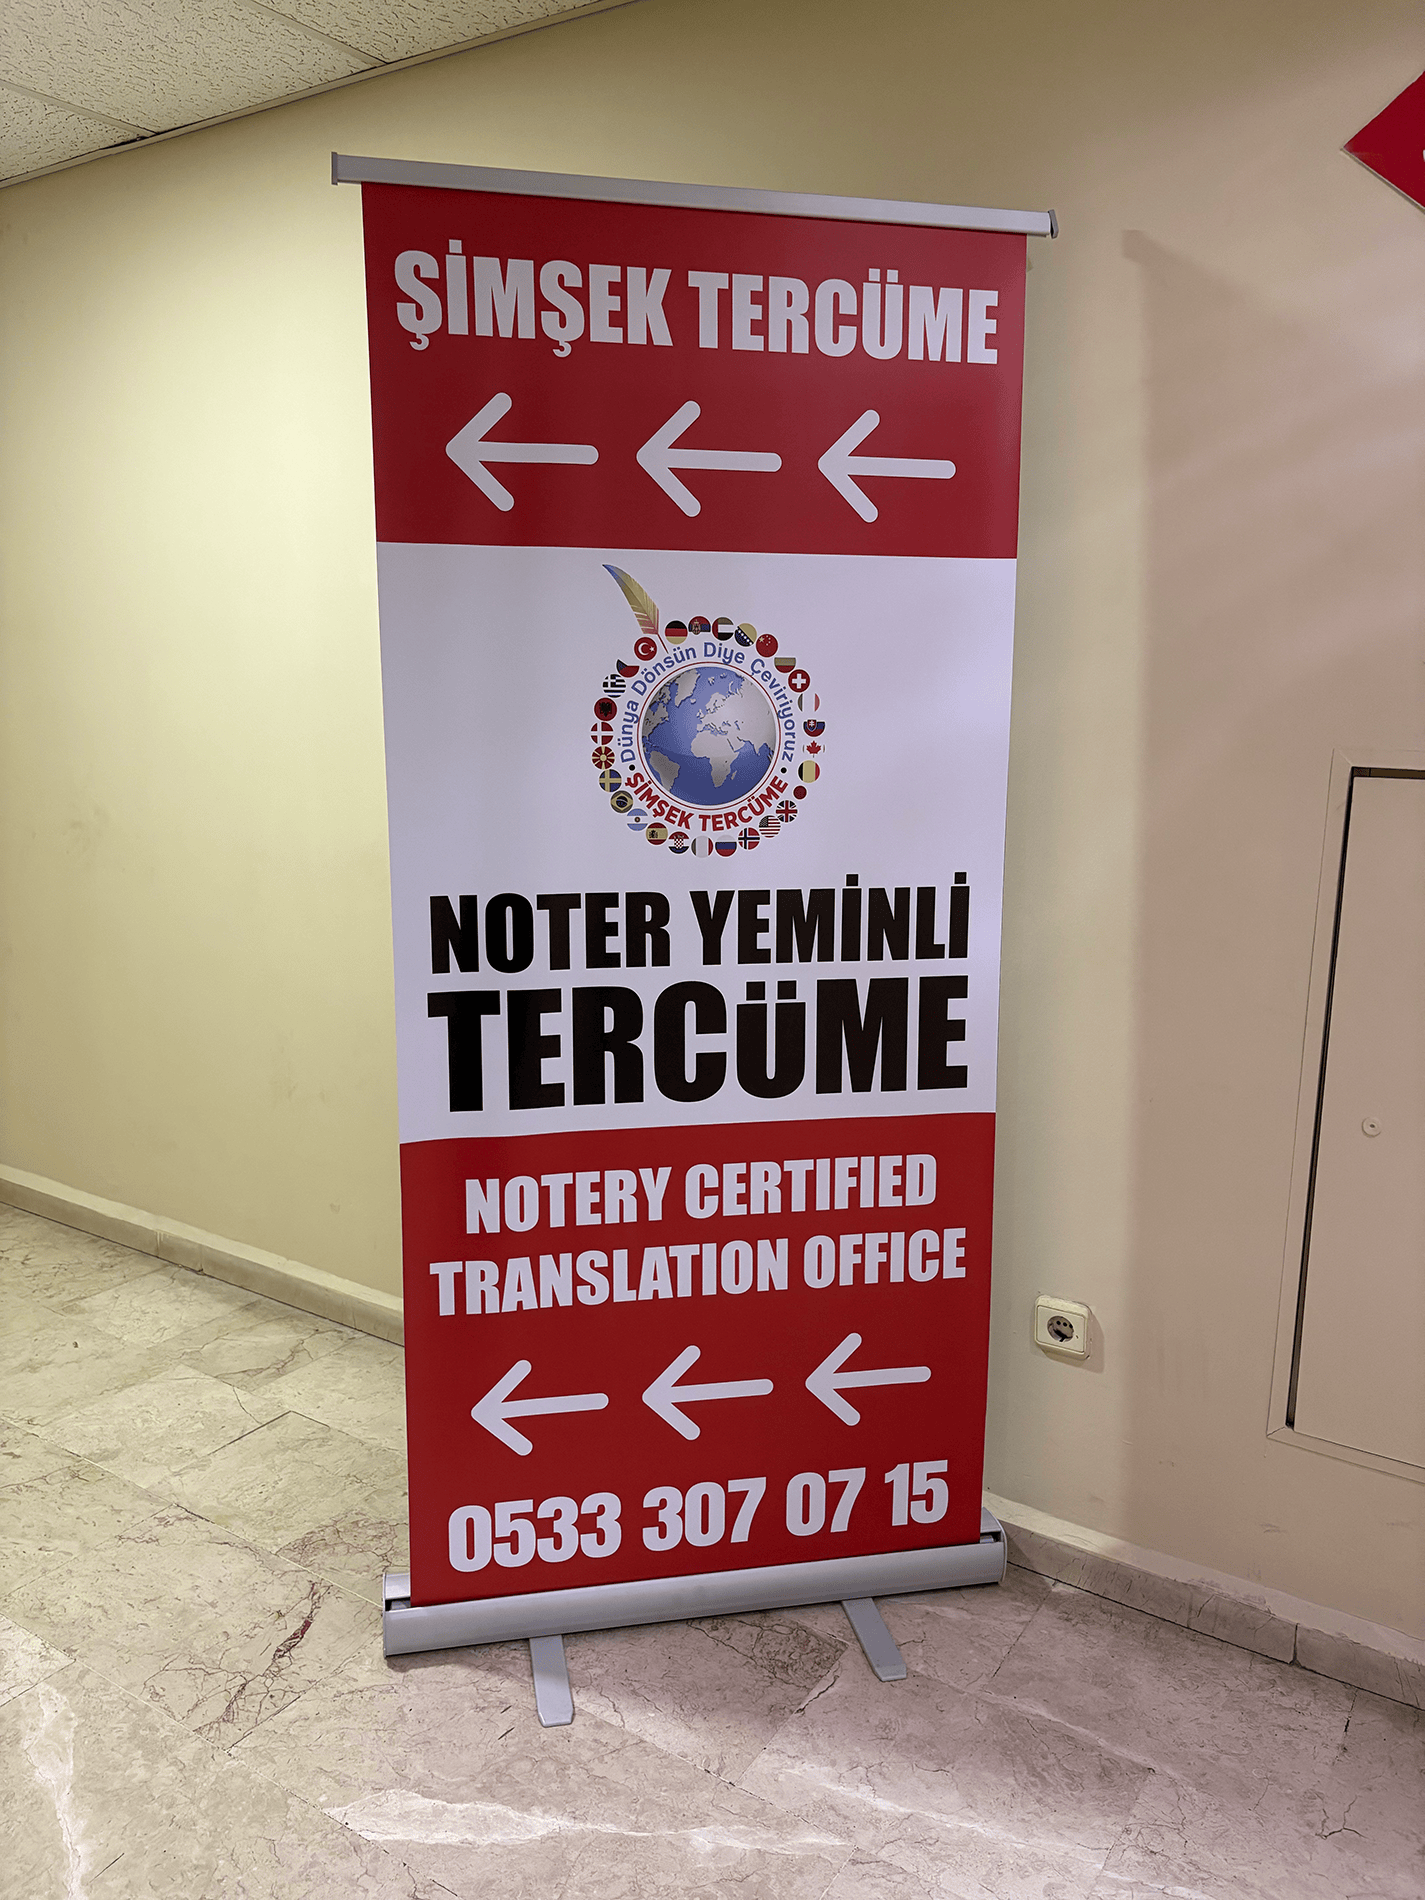 ŞİMŞEK TERCÜME
Dünya Dönsün Diye Çeviriyoruz
ŞİMŞEK TERCÜME
NOTER YEMİNLİ
TERCÜME
NOTERY CERTIFIED
TRANSLATION OFFICE
0533 307 07 15